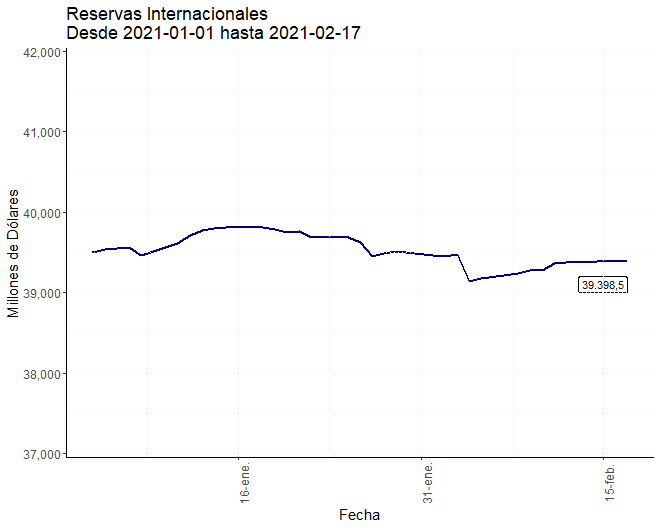 Reservas Internacionales
Desde 2021-01-01 hasta 2021-02-17
42,000
41,000
40,000
39,000
38,000
37,000
Millones de Dólares
39.398,5
16-ene.
31-ene.
15-feb.
Fecha